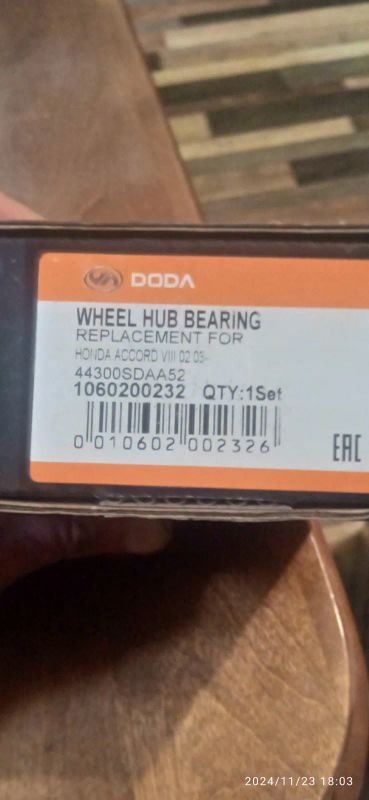 DODA
WHEEL HUB BEARING
REPLACEMENT FOR
HONDA ACCORD VIII 02 03-
44300SDAA52
1060200232 QTY:1Set
0 010602 002326
EAC
2024/11/23 18:03